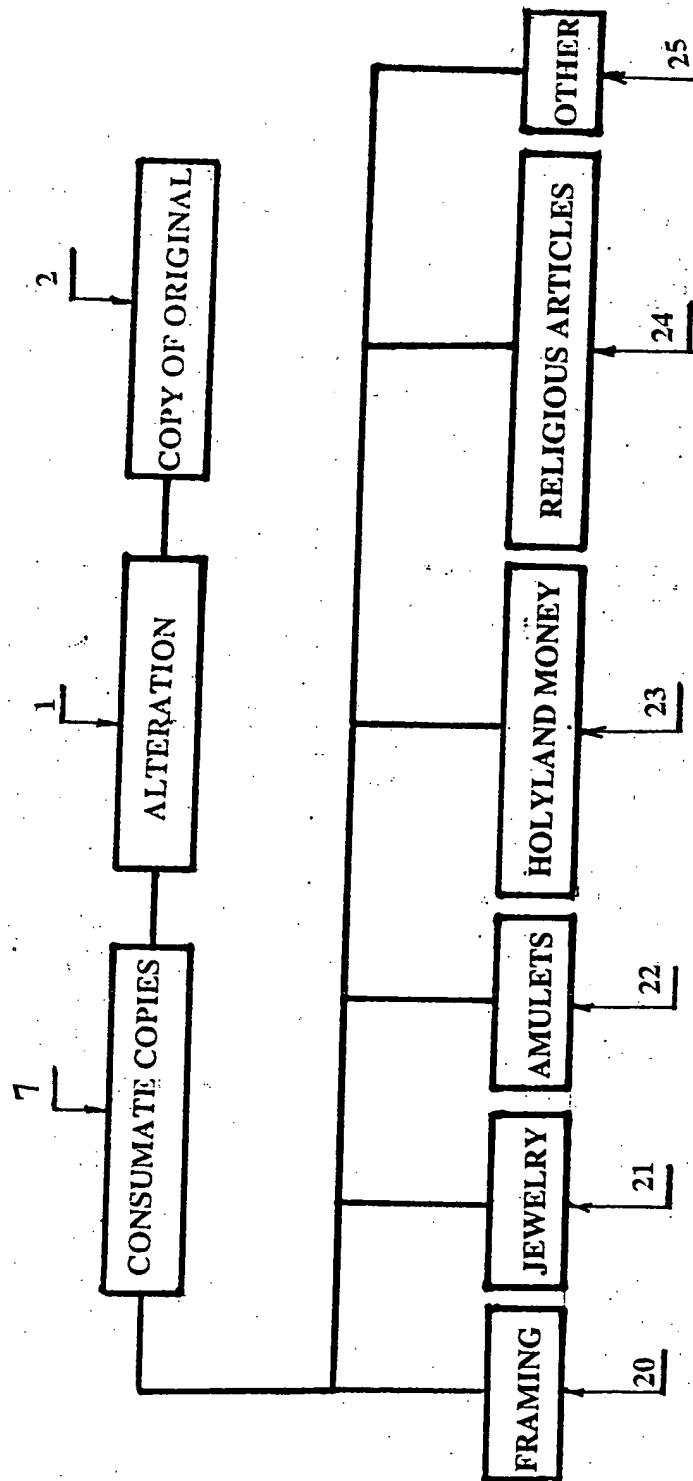 7
1
2
CONSUMATE COPIES
ALTERATION
COPY OF ORIGINAL
FRAMING
JEWELRY
AMULETS
HOLYLAND MONEY
RELIGIOUS ARTICLES
OTHER
20
21
22
23
24
25